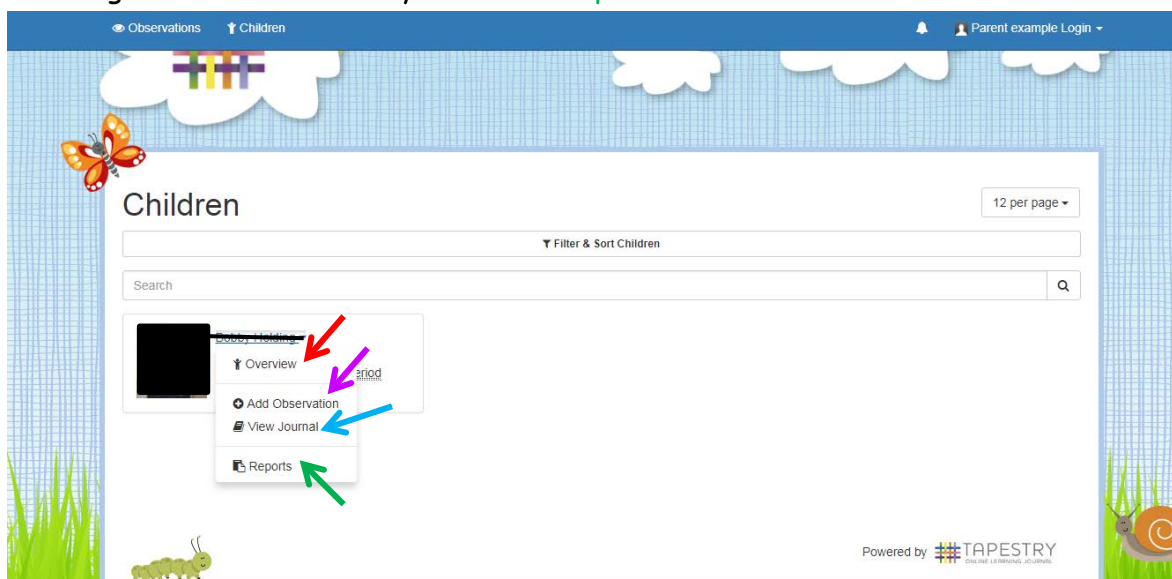 Observations Children Parent example Login
Children
12 per page
Filter & Sort Children
Search
Overview
eriod
Add Observation
View Journal
Reports
Powered by TAPESTRY
ONLINE LEARNING JOURNAL